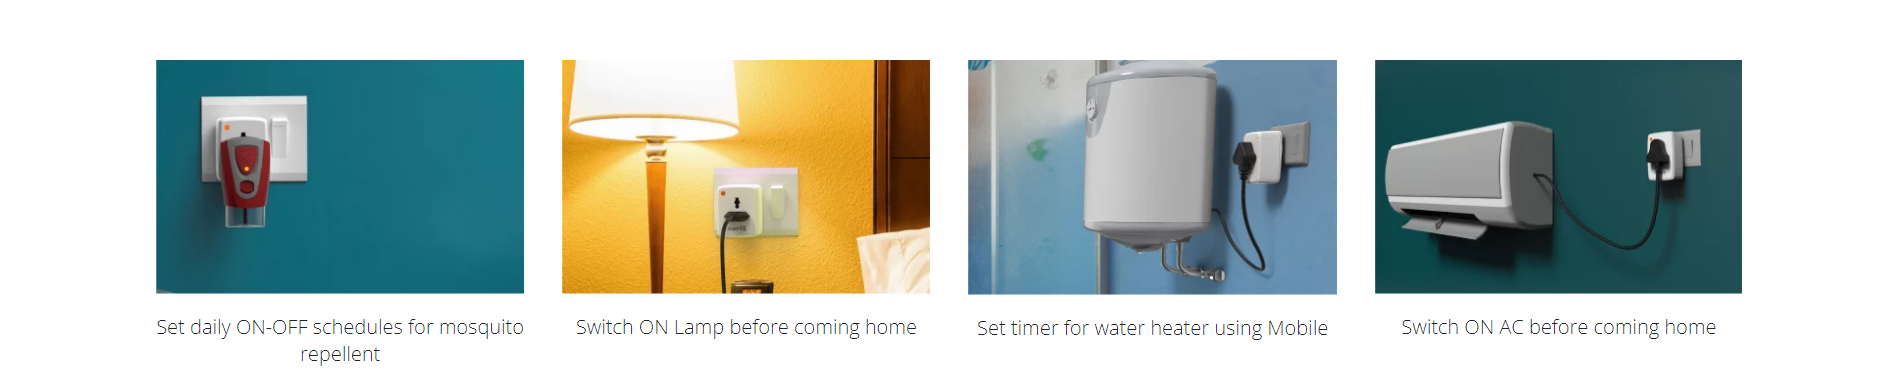 Set daily ON-OFF schedules for mosquito
repellent
Switch ON Lamp before coming home
Set timer for water heater using Mobile
Switch ON AC before coming home